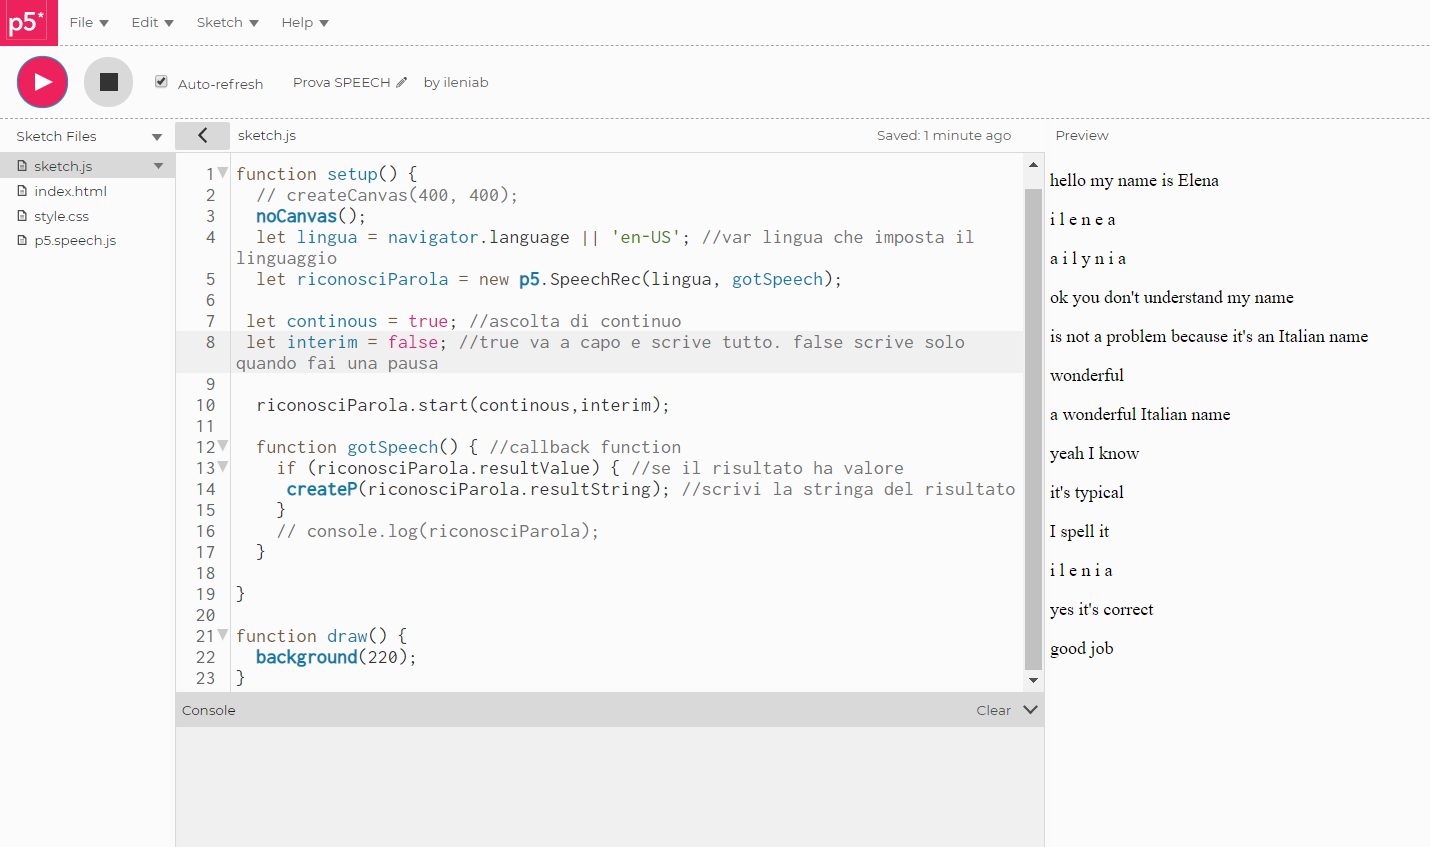 p5*
File
Edit
Sketch
Help
Auto-refresh
Prova SPEECH
by ileniab
Sketch Files
sketch.js
index.html
style.css
p5.speech.js
sketch.js
Saved: 1 minute ago
1 function setup() {
2 // createCanvas(400, 400);
3 noCanvas();
4 let lingua = navigator.language || 'en-US'; //var lingua che imposta il
linguaggio
5 let riconosciParola = new p5.SpeechRec(lingua, gotSpeech);
6
7 let continous = true; //ascolta di continuo
8 let interim = false; //true va a capo e scrive tutto. false scrive solo
quando fai una pausa
9
10 riconosciParola.start(continous,interim);
11
12 function gotSpeech() { //callback function
13 if (riconosciParola.resultValue) { //se il risultato ha valore
14 createP(riconosciParola.resultString); //scrivi la stringa del risultato
15 }
16 // console.log(riconosciParola);
17 }
18
19 }
20
21 function draw() {
22 background(220);
23 }
Console
Clear
Preview
hello my name is Elena
i l e n e a
a i l y n i a
ok you don't understand my name
is not a problem because it's an Italian name
wonderful
a wonderful Italian name
yeah I know
it's typical
I spell it
i l e n i a
yes it's correct
good job